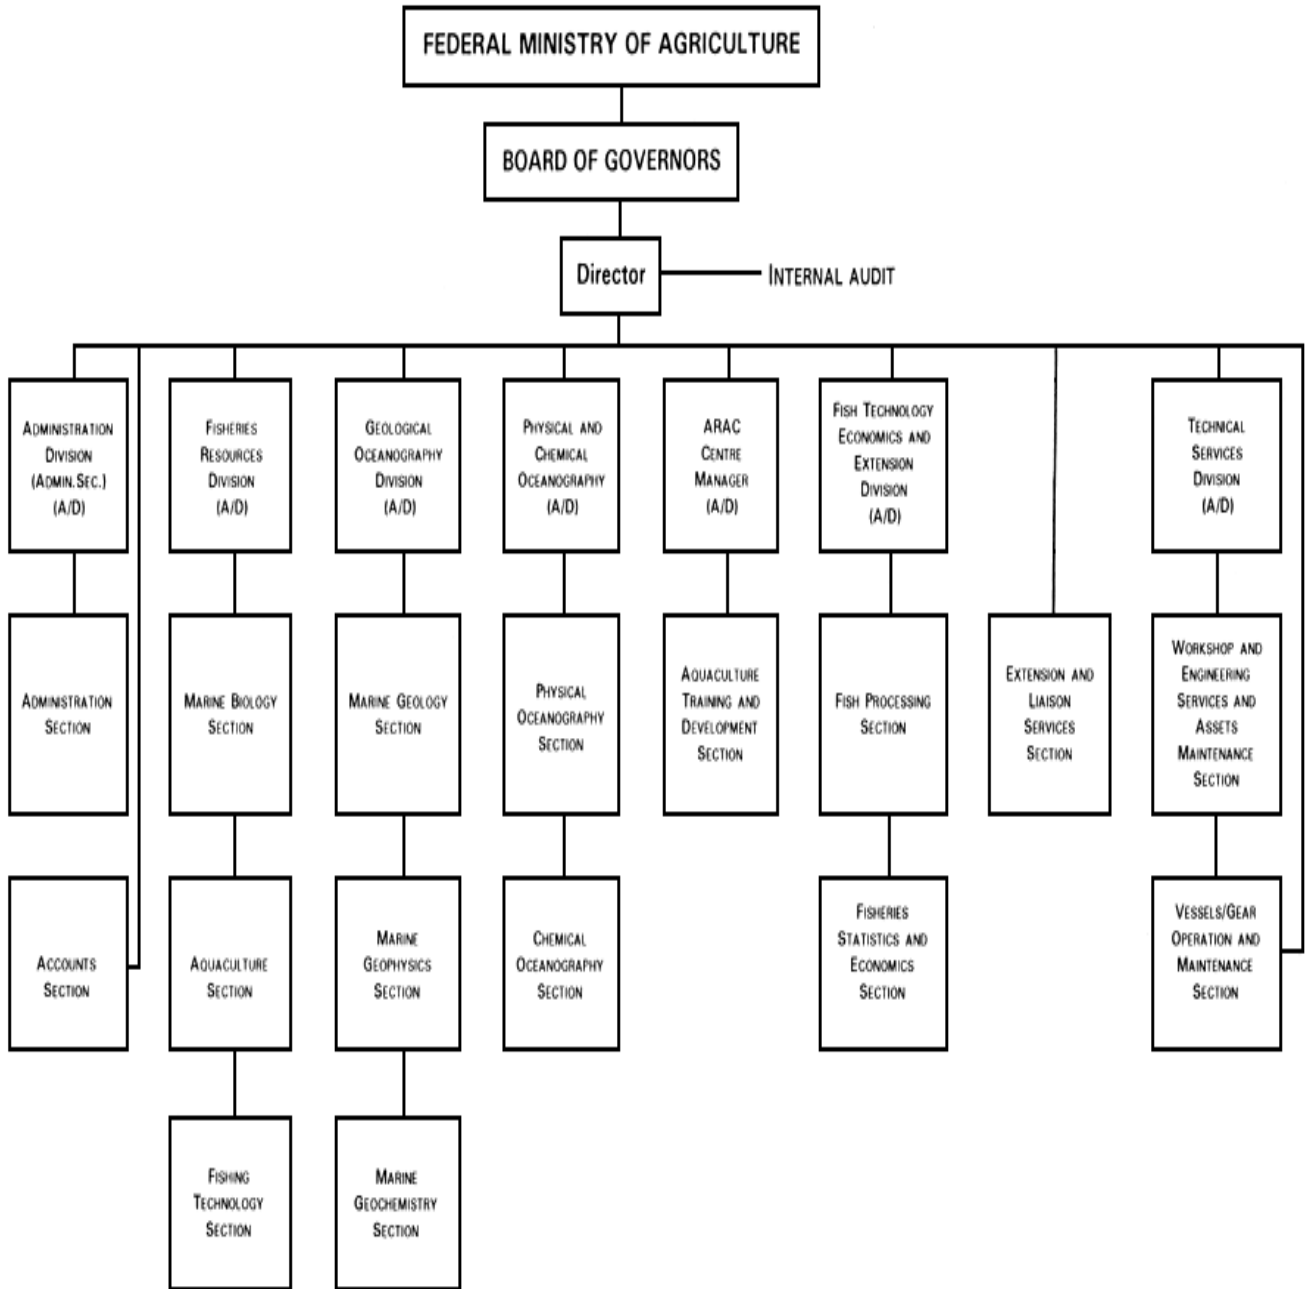 FEDERAL MINISTRY OF AGRICULTURE
BOARD OF GOVERNORS
Director
INTERNAL AUDIT
ADMINISTRATION
DIVISION
(ADMIN.SEC.)
(A/D)
FISHERIES
RESOURCES
DIVISION
(A/D)
GEOLOGICAL
OCEANOGRAPHY
DIVISION
(A/D)
PHYSICAL AND
CHEMICAL
OCEANOGRAPHY
(A/D)
ARAC
CENTRE
MANAGER
(A/D)
FISH TECHNOLOGY
ECONOMICS AND
EXTENSION
DIVISION
(A/D)
TECHNICAL
SERVICES
DIVISION
(A/D)
ADMINISTRATION
SECTION
MARINE BIOLOGY
SECTION
MARINE GEOLOGY
SECTION
PHYSICAL
OCEANOGRAPHY
SECTION
AQUACULTURE
TRAINING AND
DEVELOPMENT
SECTION
FISH PROCESSING
SECTION
EXTENSION AND
LIAISON
SERVICES
SECTION
WORKSHOP AND
ENGINEERING
SERVICES AND
ASSETS
MAINTENANCE
SECTION
ACCOUNTS
SECTION
AQUACULTURE
SECTION
MARINE
GEOPHYSICS
SECTION
CHEMICAL
OCEANOGRAPHY
SECTION
FISHERIES
STATISTICS AND
ECONOMICS
SECTION
VESSELS/GEAR
OPERATION AND
MAINTENANCE
SECTION
FISHING
TECHNOLOGY
SECTION
MARINE
GEOCHEMISTRY
SECTION